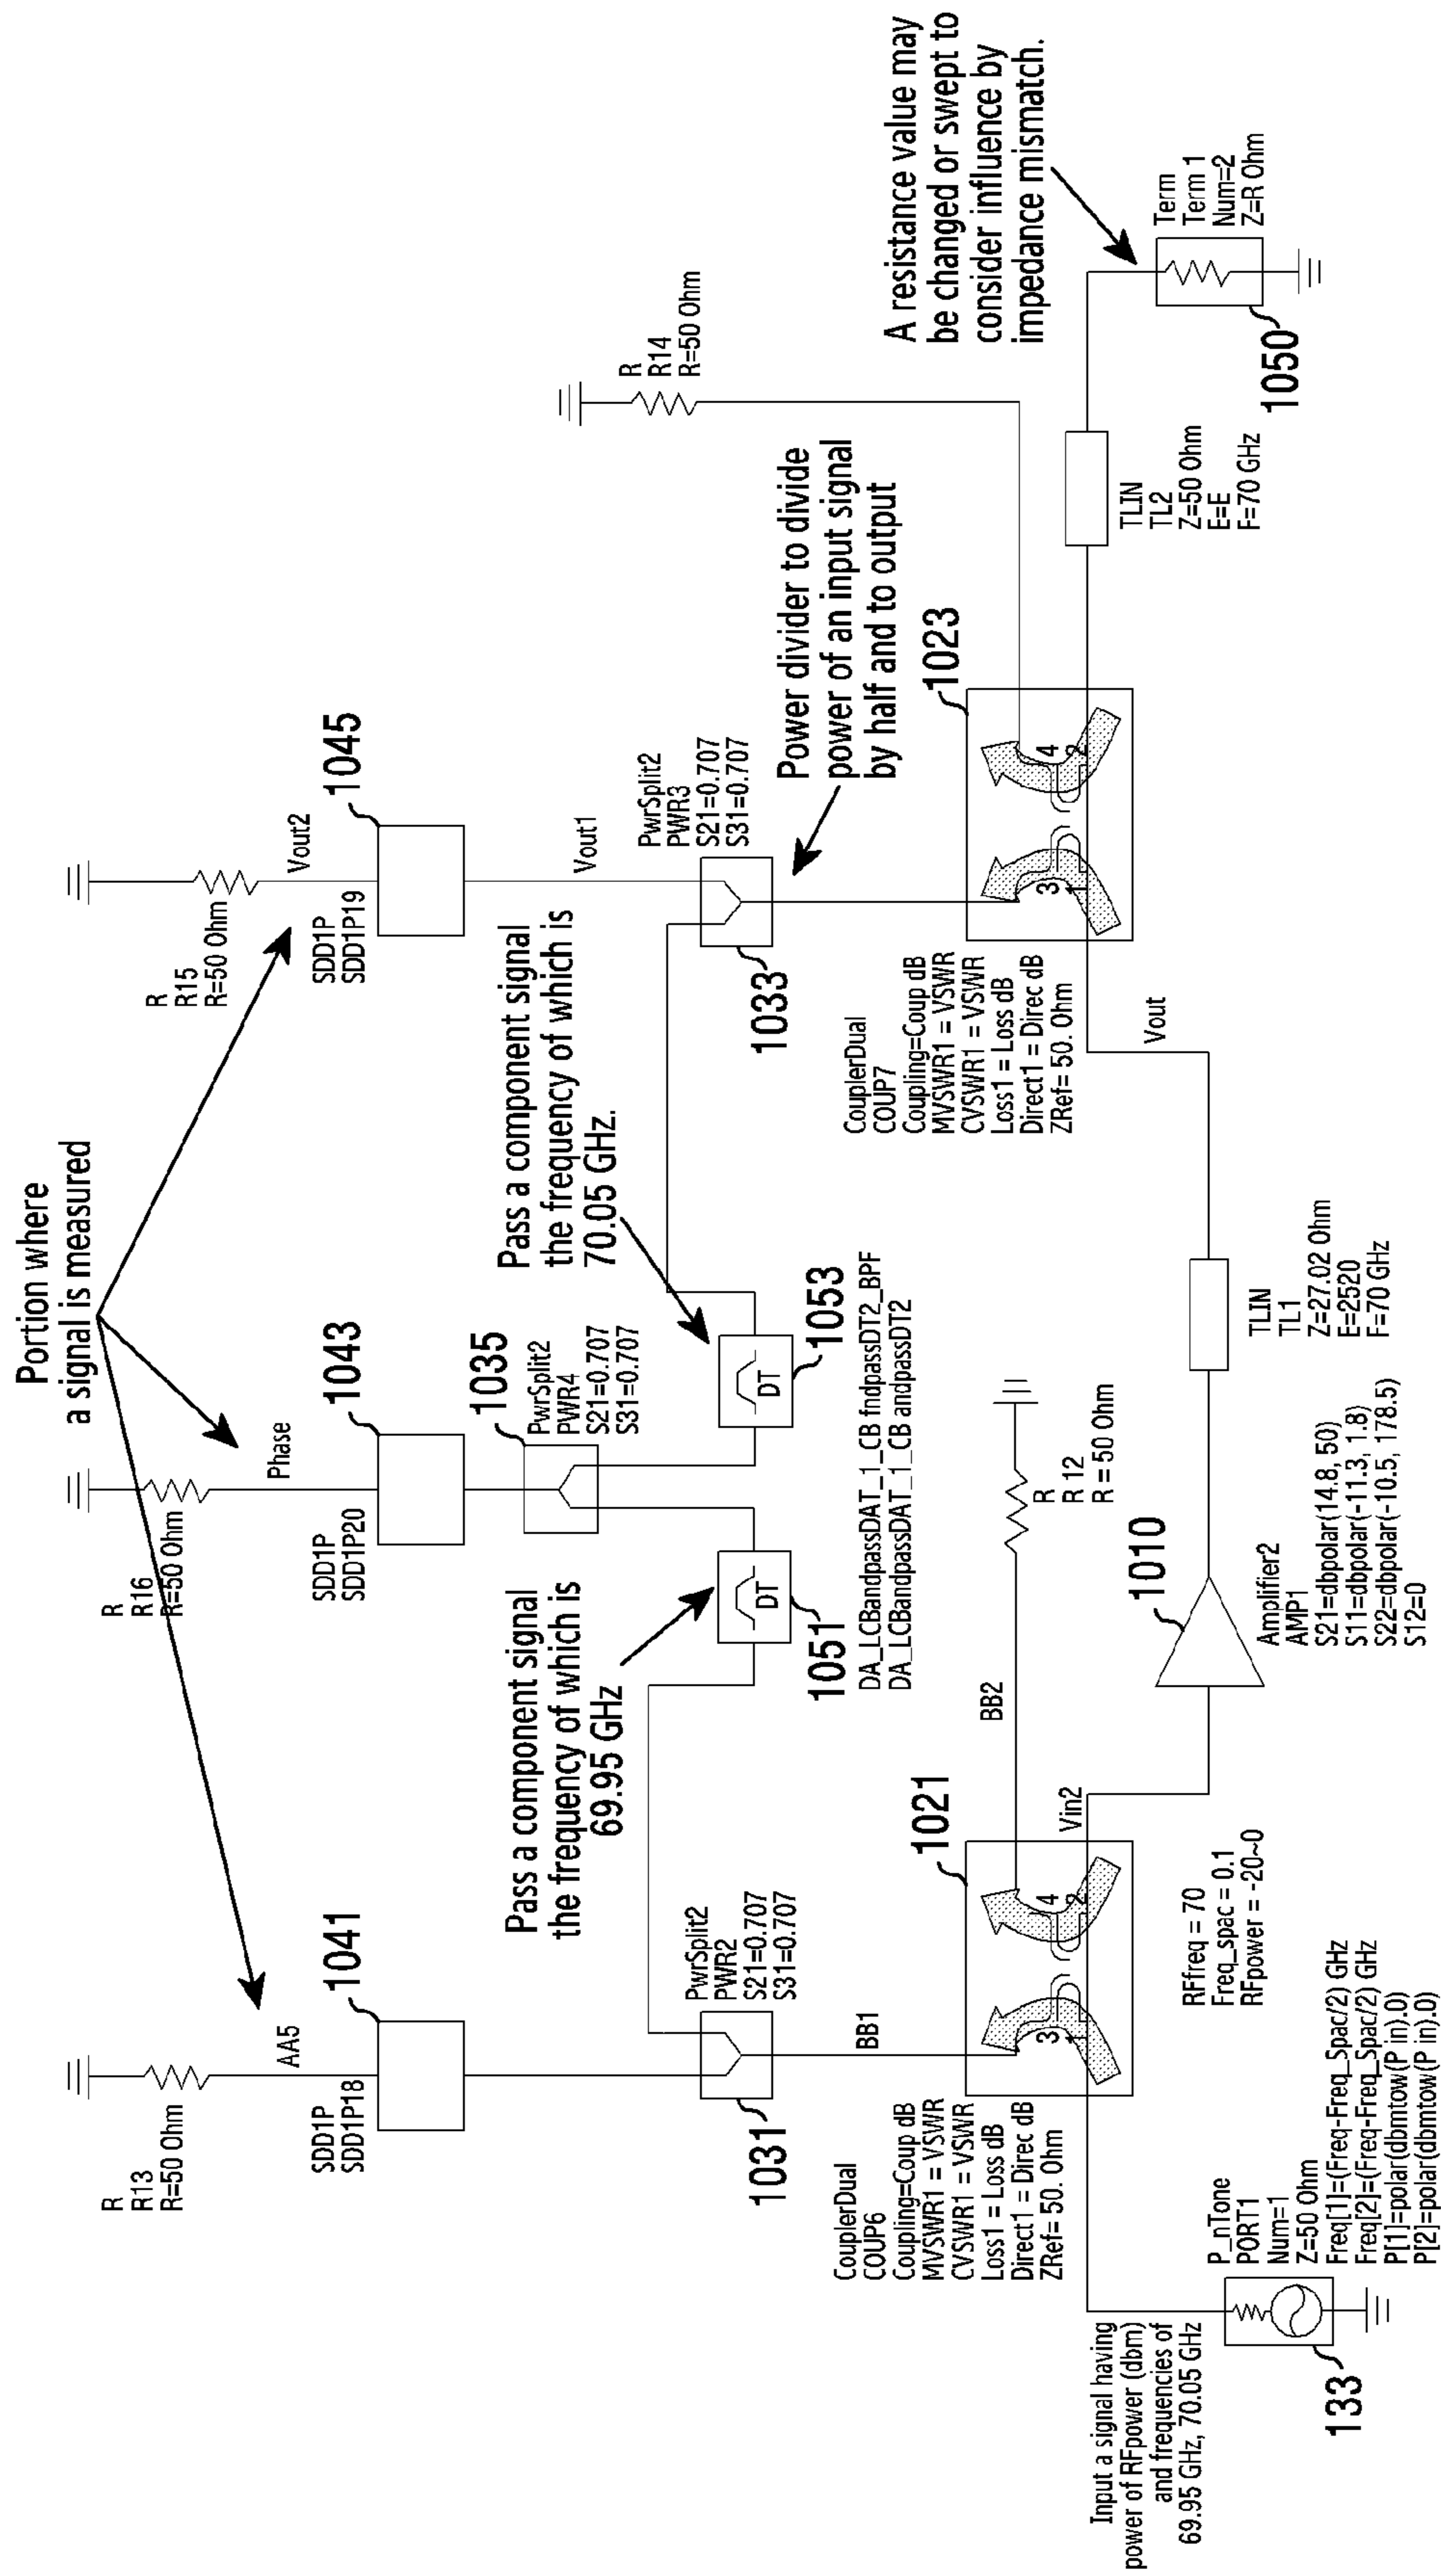 Portion where
a signal is measured
R
R13
R=50 Ohm
AA5
SDD1P
SDD1P18
1041
R
R16
R=50 Ohm
Phase
SDD1P
SDD1P20
1043
R
R15
R=50 Ohm
Vout2
SDD1P
SDD1P19
1045
Vout1
Pass a component signal
the frequency of which is
69.95 GHz
1035
PwrSplit2
PWR4
S21=0.707
S31=0.707
Pass a component signal
the frequency of which is
70.05 GHz.
PwrSplit2
PWR2
S21=0.707
S31=0.707
1031
DT
1051
DT
1053
DA_LCBandpassDAT_1_CB fndpassDT2_BPF
DA_LCBandpassDAT_1_CB andpassDT2
PwrSplit2
PWR3
S21=0.707
S31=0.707
1033
Power divider to divide
power of an input signal
by half and to output
R
R14
R=50 Ohm
A resistance value may
be changed or swept to
consider influence by
impedance mismatch.
BB1
CouplerDual
COUP6
Coupling=Coup dB
MVSWR1 = VSWR
CVSWR1 = VSWR
Loss1 = Loss dB
Direct1 = Direc dB
ZRef= 50. Ohm
1021
3
4
1
2
BB2
R
R 12
R = 50 Ohm
Vin2
CouplerDual
COUP7
Coupling=Coup dB
MVSWR1 = VSWR
CVSWR1 = VSWR
Loss1 = Loss dB
Direct1 = Direc dB
ZRef= 50. Ohm
1023
3
4
1
2
Vout
TLIN
TL2
Z=50 Ohm
E=E
F=70 GHz
Term
Term 1
Num=2
Z=R Ohm
1050
Input a signal having
power of RFpower (dbm)
and frequencies of
69.95 GHz, 70.05 GHz
133
P_nTone
PORT1
Num=1
Z=50 Ohm
Freq[1]=(Freq-Freq_Spac/2) GHz
Freq[2]=(Freq-Freq_Spac/2) GHz
P[1]=polar(dbmtow(P in).0)
P[2]=polar(dbmtow(P in).0)
RFfreq = 70
Freq_spac = 0.1
RFpower = -20~0
1010
Amplifier2
AMP1
S21=dbpolar(14.8, 50)
S11=dbpolar(-11.3, 1.8)
S22=dbpolar(-10.5, 178.5)
S12=0
TLIN
TL1
Z=27.02 Ohm
E=2520
F=70 GHz